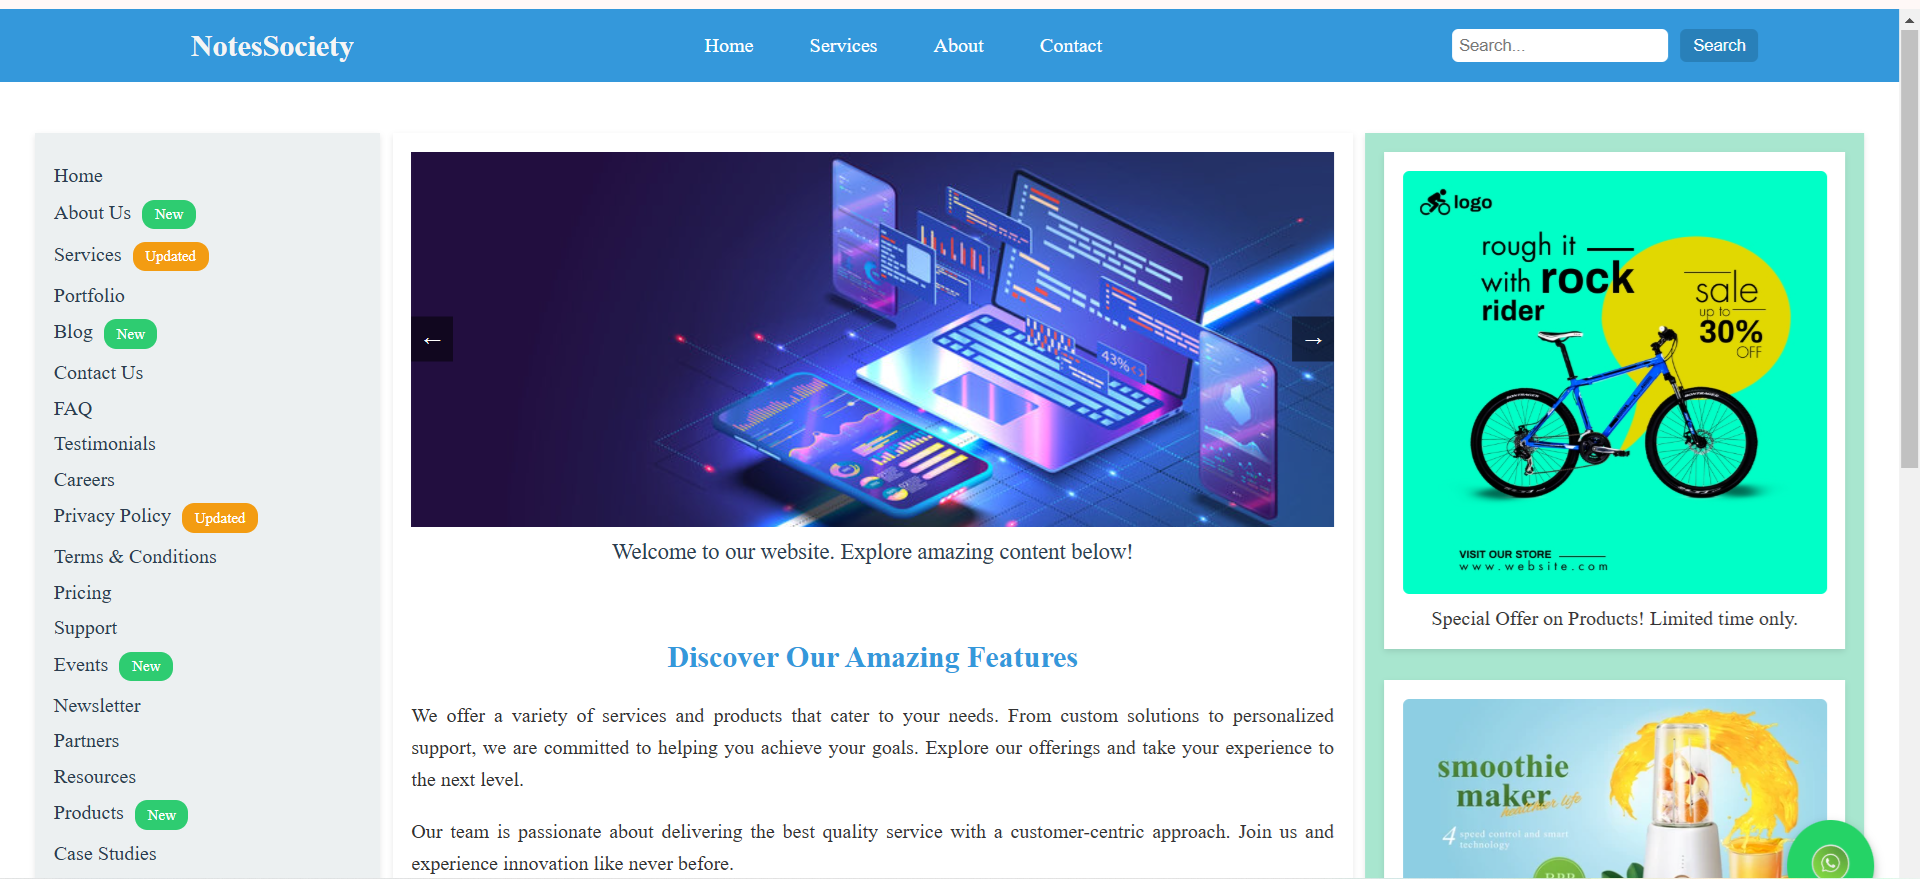 NotesSociety
Home
Services
About
Contact
Search...
Search
Home
About Us New
Services Updated
Portfolio
Blog New
Contact Us
FAQ
Testimonials
Careers
Privacy Policy Updated
Terms & Conditions
Pricing
Support
Events New
Newsletter
Partners
Resources
Products New
Case Studies
←
→
43%
Welcome to our website. Explore amazing content below!
Discover Our Amazing Features
We offer a variety of services and products that cater to your needs. From custom solutions to personalized
support, we are committed to helping you achieve your goals. Explore our offerings and take your experience to
the next level.
Our team is passionate about delivering the best quality service with a customer-centric approach. Join us and
experience innovation like never before.
logo
rough it
with rock
rider
sale
up to
30%
OFF
VISIT OUR STORE
www.website.com
Special Offer on Products! Limited time only.
smoothie
maker
healthier life
4 speed control and smart
technology